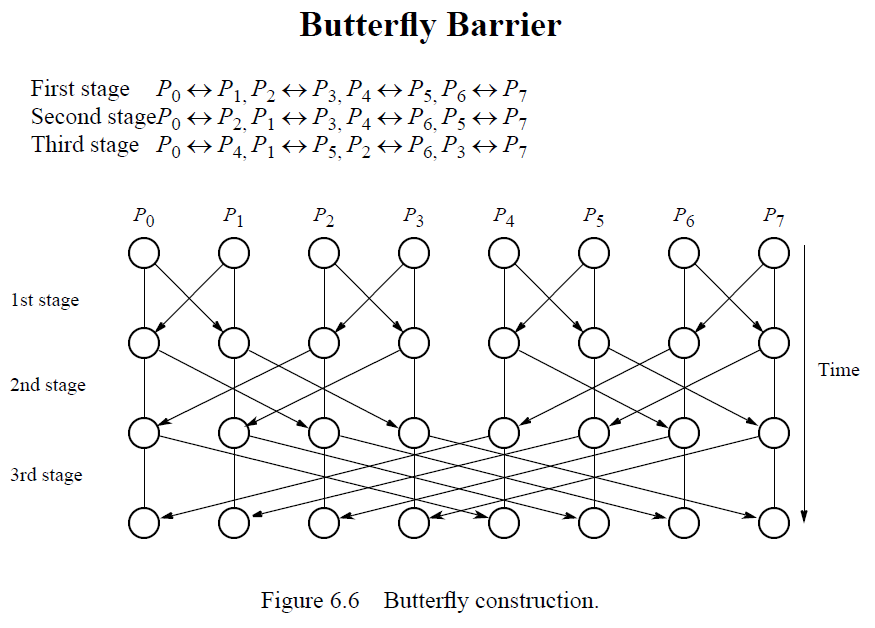 Butterfly Barrier
First stage P0 ↔ P1, P2 ↔ P3, P4 ↔ P5, P6 ↔ P7
Second stageP0 ↔ P2, P1 ↔ P3, P4 ↔ P6, P5 ↔ P7
Third stage P0 ↔ P4, P1 ↔ P5, P2 ↔ P6, P3 ↔ P7
P0 P1 P2 P3 P4 P5 P6 P7
1st stage
Time
2nd stage
3rd stage
Figure 6.6 Butterfly construction.